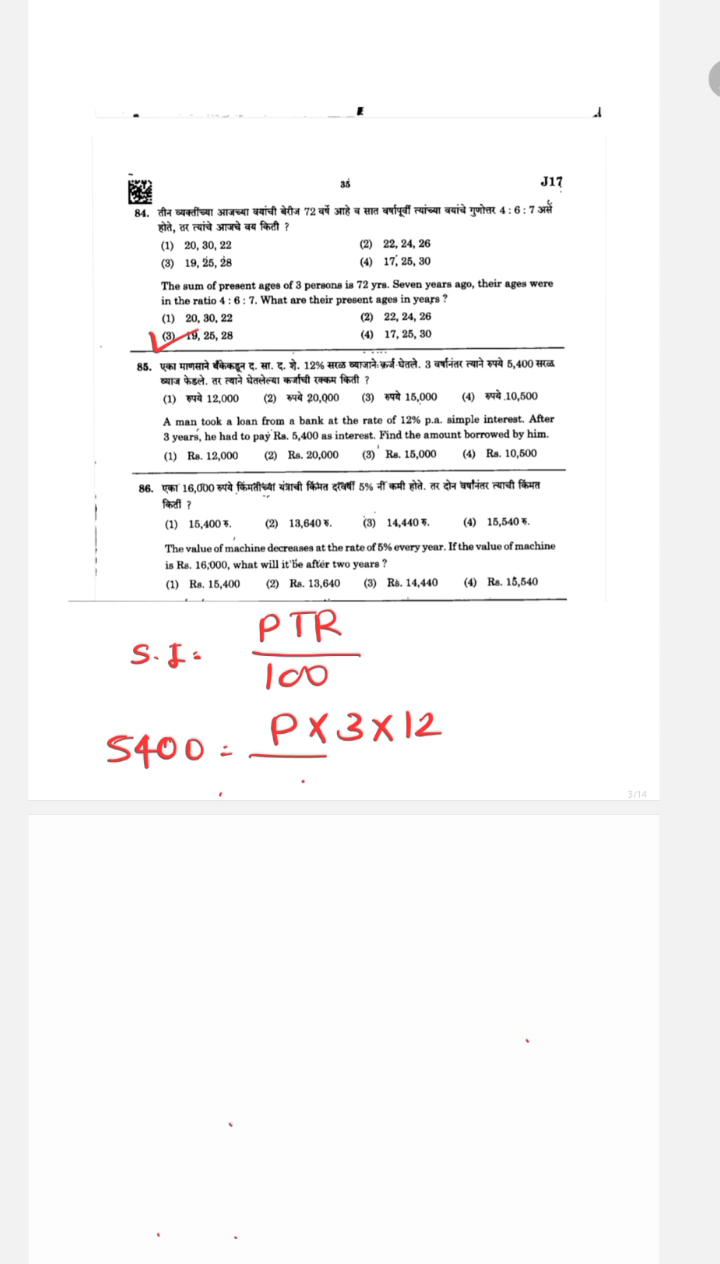 35
J17
84. तीन व्यक्तींच्या आजच्या वयांची बेरीज 72 वर्षे आहे व सात वर्षापूर्वी त्यांच्या वयांचे गुणोत्तर 4 : 6 : 7 असे
होते, तर त्यांचे आजचे वय किती ?
(1) 20, 30, 22 (2) 22, 24, 26
(3) 19, 25, 28 (4) 17, 25, 30
The sum of present ages of 3 persons is 72 yrs. Seven years ago, their ages were
in the ratio 4 : 6 : 7. What are their present ages in years ?
(1) 20, 30, 22 (2) 22, 24, 26
(3) 19, 25, 28 (4) 17, 25, 30
85. एका माणसाने बँकेकडून द. सा. द. शे. 12% सरळ व्याजाने कर्ज घेतले. 3 वर्षानंतर त्याने रुपये 5,400 सरळ
व्याज फेडले. तर त्याने घेतलेल्या कर्जाची रक्कम किती ?
(1) रुपये 12,000 (2) रुपये 20,000 (3) रुपये 15,000 (4) रुपये 10,500
A man took a loan from a bank at the rate of 12% p.a. simple interest. After
3 years, he had to pay Rs. 5,400 as interest. Find the amount borrowed by him.
(1) Rs. 12,000 (2) Rs. 20,000 (3) Rs. 15,000 (4) Rs. 10,500
86. एका 16,000 रुपये किंमतीच्या यंत्राची किंमत दरवर्षी 5% नी कमी होते. तर दोन वर्षांनंतर त्याची किंमत
किती ?
(1) 15,400 रु. (2) 13,640 रु. (3) 14,440 रु. (4) 15,540 रु.
The value of machine decreases at the rate of 5% every year. If the value of machine
is Rs. 16,000, what will it be after two years ?
(1) Rs. 15,400 (2) Rs. 13,640 (3) Rs. 14,440 (4) Rs. 15,540
S.I = PTR
100
5400 = P X 3 X 12
3/14